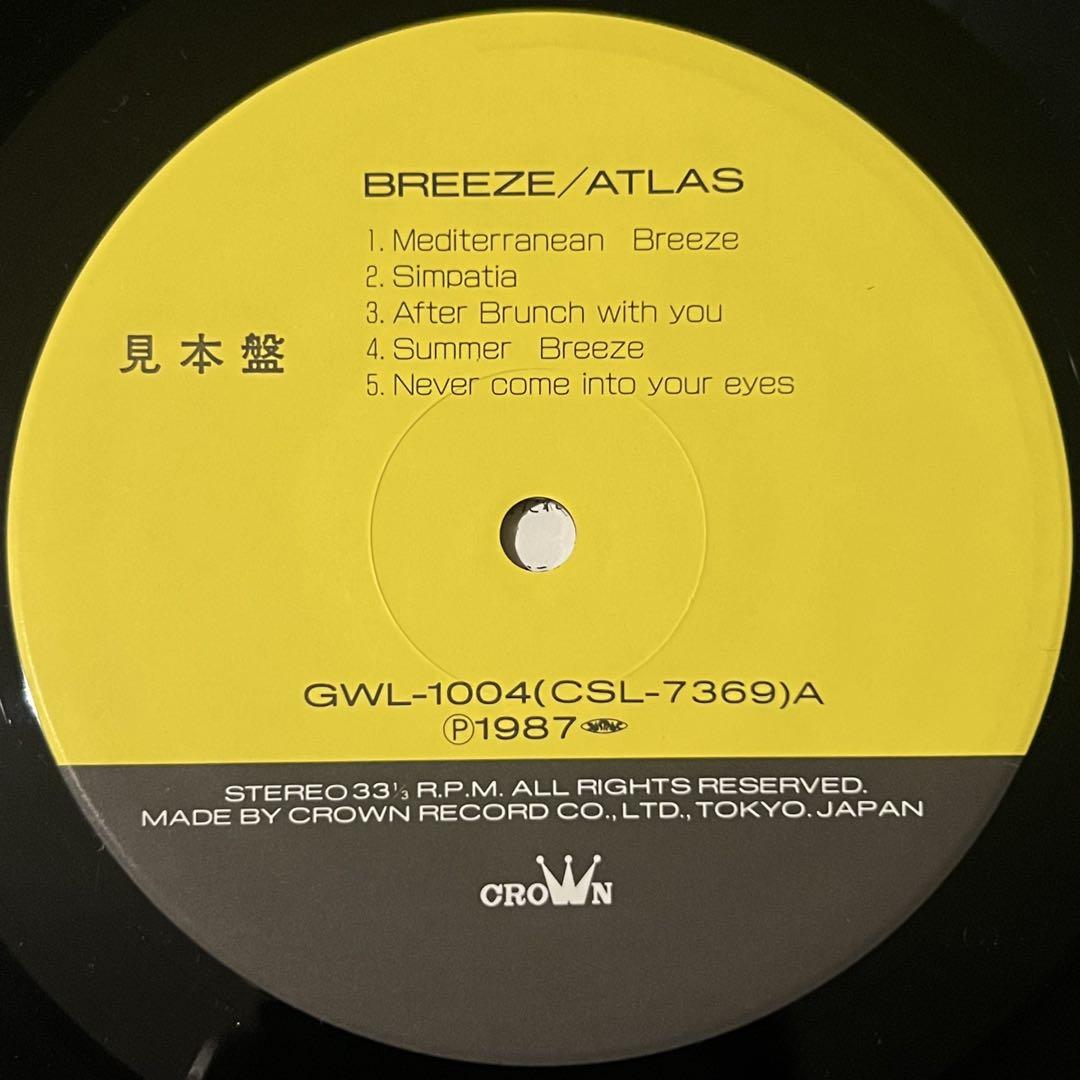 BREEZE/ATLAS
1. Mediterranean Breeze
2. Simpatia
3. After Brunch with you
見本盤
4. Summer Breeze
5. Never come into your eyes
GWL-1004(CSL-7369)A
Ⓟ1987
STEREO 33⅓ R.P.M. ALL RIGHTS RESERVED.
MADE BY CROWN RECORD CO., LTD., TOKYO. JAPAN
CROWN